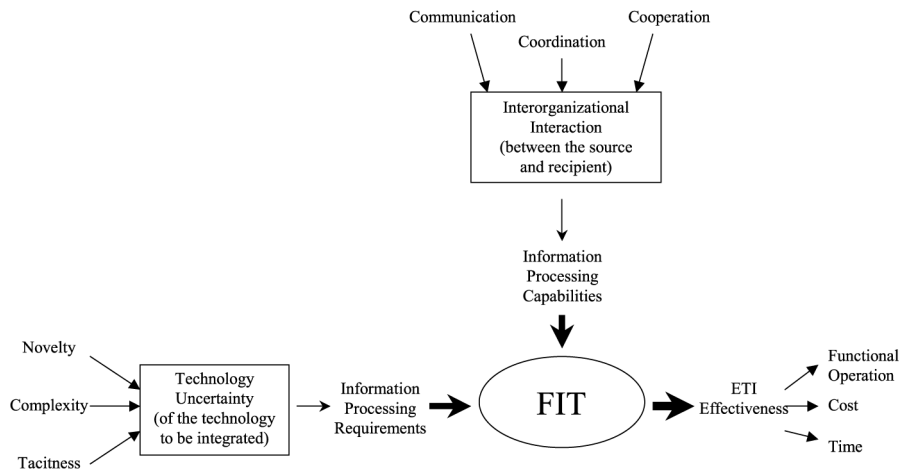 Communication
Cooperation
Coordination
Interorganizational
Interaction
(between the source
and recipient)
Information
Processing
Capabilities
Novelty
Complexity
Tacitness
Technology
Uncertainty
(of the technology
to be integrated)
Information
Processing
Requirements
FIT
ETI
Effectiveness
Functional
Operation
Cost
Time